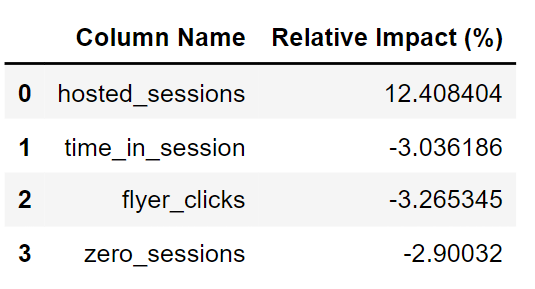 Column Name Relative Impact (%)
0 hosted_sessions 12.408404
1 time_in_session -3.036186
2 flyer_clicks -3.265345
3 zero_sessions -2.90032